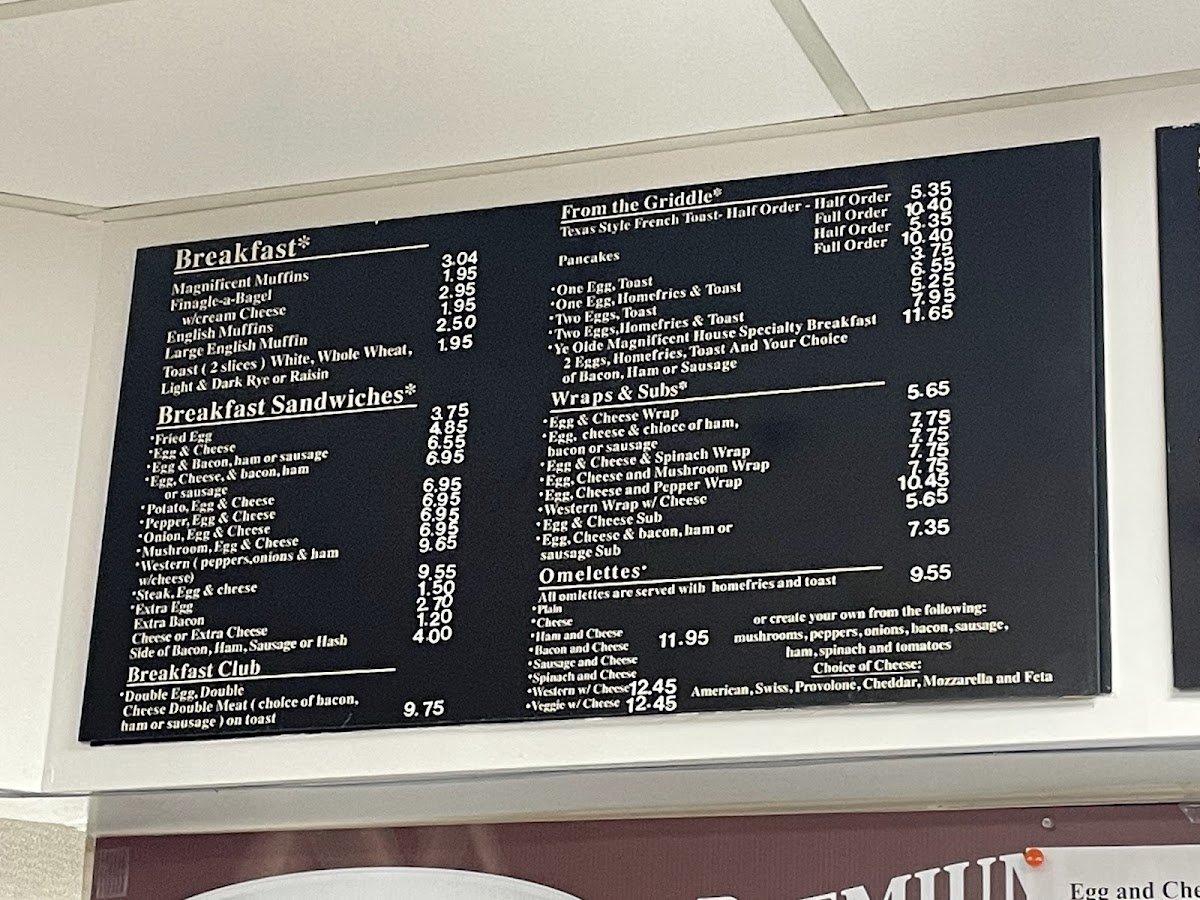 Breakfast*
Magnificent Muffins 3.04
Finagle-a-Bagel 1.95
w/cream Cheese 2.95
English Muffins 1.95
Large English Muffin 2.50
Toast ( 2 slices ) White, Whole Wheat, 1.95
Light & Dark Rye or Raisin
Breakfast Sandwiches*
•Fried Egg 3.75
•Egg & Cheese 4.85
•Egg & Bacon, ham or sausage 6.55
•Egg, Cheese, & bacon, ham 6.95
or sausage
•Potato, Egg & Cheese 6.95
•Pepper, Egg & Cheese 6.95
•Onion, Egg & Cheese 6.95
•Mushroom, Egg & Cheese 6.95
•Western ( peppers,onions & ham 9.65
w/cheese)
•Steak, Egg & cheese 9.55
•Extra Egg 1.50
Extra Bacon 2.70
Cheese or Extra Cheese 1.20
Side of Bacon, Ham, Sausage or Hash 4.00
Breakfast Club
•Double Egg, Double
Cheese Double Meat ( choice of bacon,
ham or sausage ) on toast 9.75
From the Griddle*
Texas Style French Toast- Half Order - Half Order 5.35
Full Order 10.40
Pancakes Half Order 5.35
Full Order 10.40
•One Egg, Toast 3.75
•One Egg, Homefries & Toast 6.55
•Two Eggs, Toast 5.25
•Two Eggs,Homefries & Toast 7.95
•Ye Olde Magnificent House Specialty Breakfast 11.65
2 Eggs, Homefries, Toast And Your Choice
of Bacon, Ham or Sausage
Wraps & Subs*
•Egg & Cheese Wrap 5.65
•Egg, cheese & chioce of ham,
bacon or sausage 7.75
•Egg & Cheese & Spinach Wrap 7.75
•Egg, Cheese and Mushroom Wrap 7.75
•Egg, Cheese and Pepper Wrap 7.75
•Western Wrap w/ Cheese 10.45
•Egg & Cheese Sub 5.65
•Egg, Cheese & bacon, ham or
sausage Sub 7.35
Omelettes*
All omlettes are served with homefries and toast
•Plain 9.55
•Cheese
•Ham and Cheese
•Bacon and Cheese 11.95
•Sausage and Cheese
•Spinach and Cheese
•Western w/ Cheese 12.45
•Veggie w/ Cheese 12.45
or create your own from the following:
mushrooms, peppers, onions, bacon, sausage,
ham, spinach and tomatoes
Choice of Cheese:
American, Swiss, Provolone, Cheddar, Mozzarella and Feta
Egg and